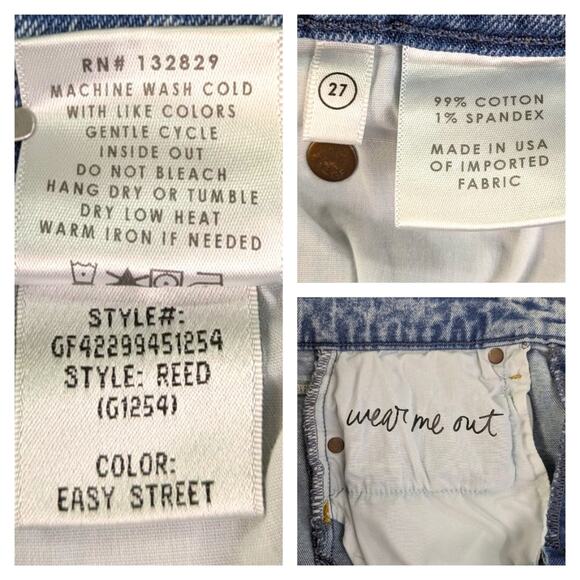 RN# 132829
MACHINE WASH COLD
WITH LIKE COLORS
GENTLE CYCLE
INSIDE OUT
DO NOT BLEACH
HANG DRY OR TUMBLE
DRY LOW HEAT
WARM IRON IF NEEDED
STYLE#:
GF42299451254
STYLE: REED
(G1254)
COLOR:
EASY STREET
27
99% COTTON
1% SPANDEX
MADE IN USA
OF IMPORTED
FABRIC
wear me out